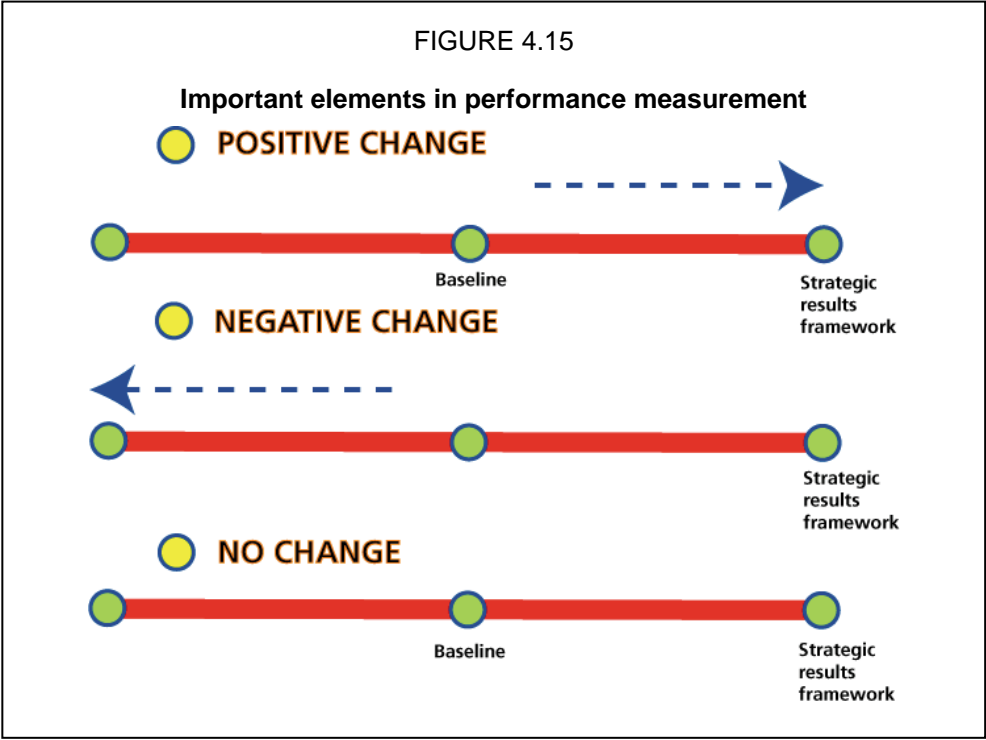 FIGURE 4.15
Important elements in performance measurement
POSITIVE CHANGE
Baseline
Strategic
results
framework
NEGATIVE CHANGE
Strategic
results
framework
NO CHANGE
Baseline
Strategic
results
framework